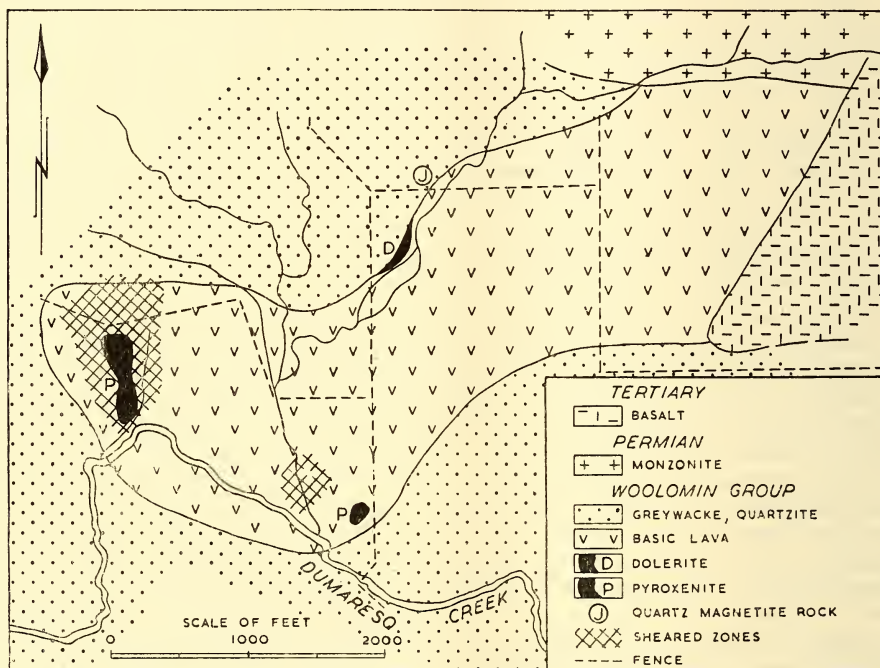 J
D
P
P
DUMARESQ. CREEK
SCALE OF FEET
0 1000 2000
TERTIARY
BASALT
PERMIAN
MONZONITE
WOOLOMIN GROUP
GREYWACKE, QUARTZITE
V V BASIC LAVA
D DOLERITE
P PYROXENITE
J QUARTZ MAGNETITE ROCK
SHEARED ZONES
FENCE